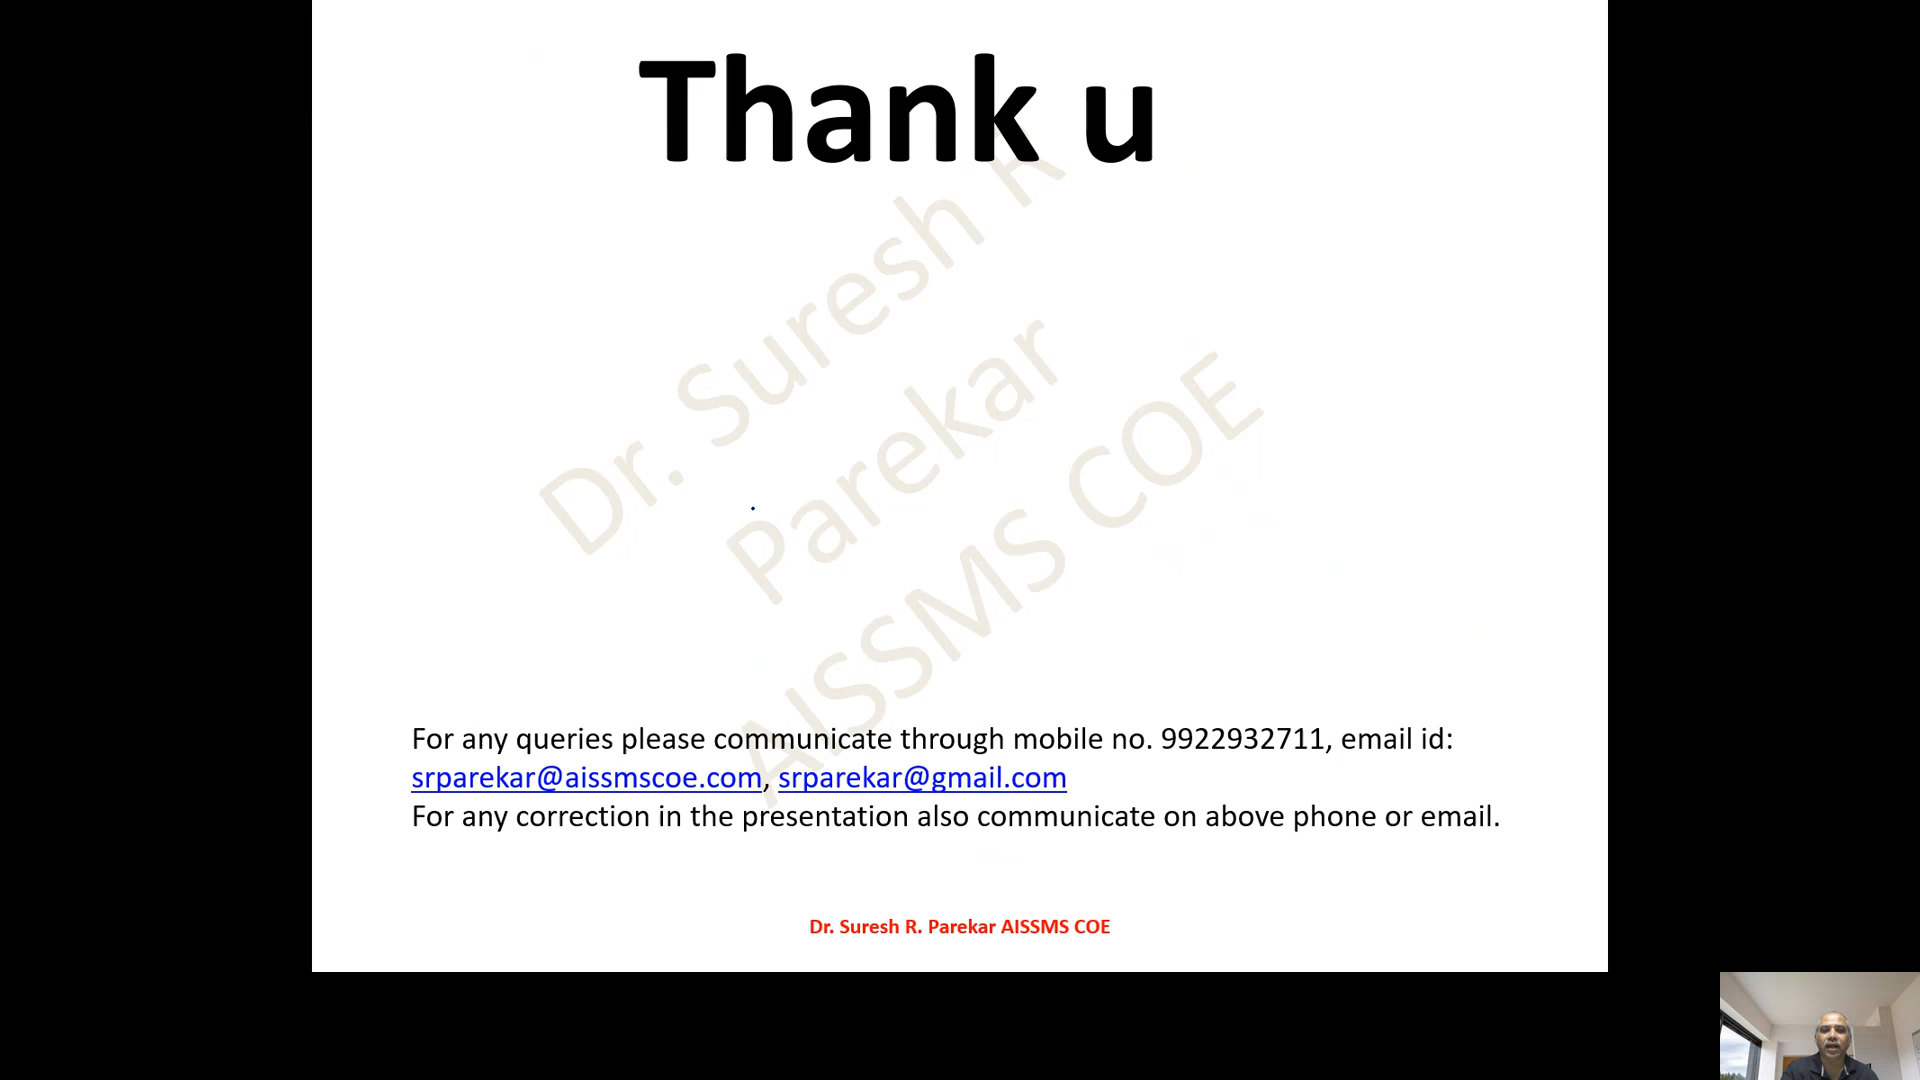 Thank u
Dr. Suresh R
Parekar
AISSMS COE
For any queries please communicate through mobile no. 9922932711, email id:
srparekar@aissmscoe.com, srparekar@gmail.com
For any correction in the presentation also communicate on above phone or email.
Dr. Suresh R. Parekar AISSMS COE